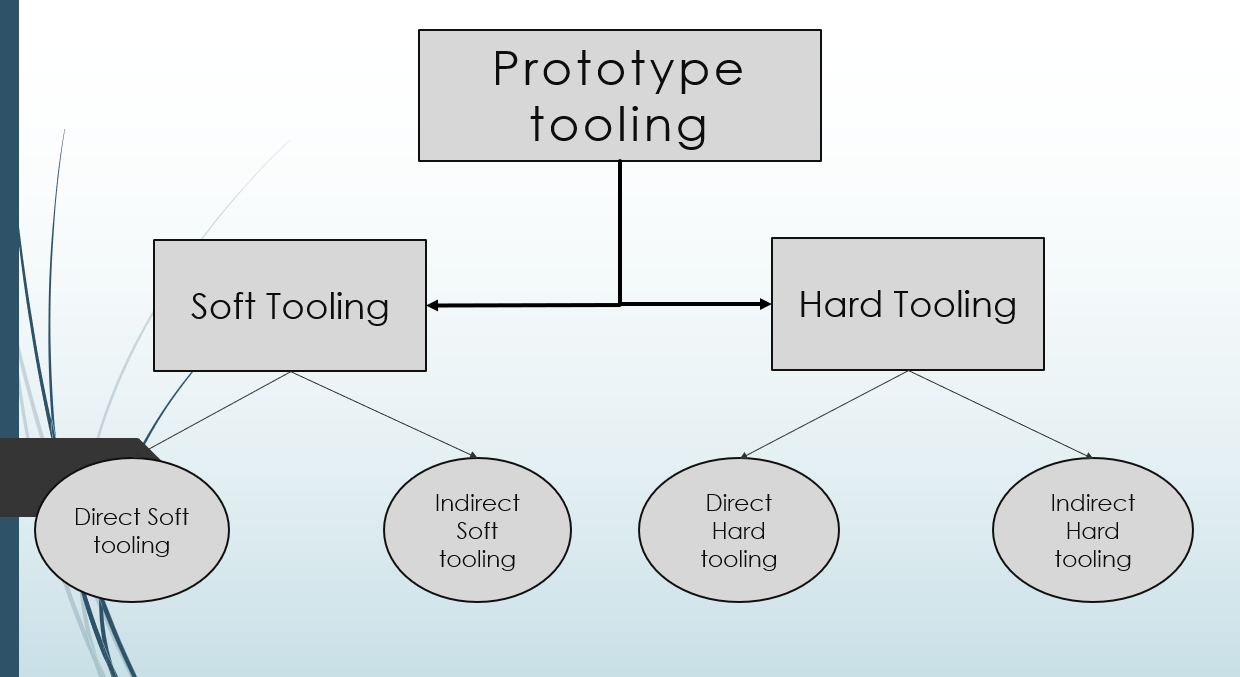 Prototype
tooling
Soft Tooling
Hard Tooling
Direct Soft
tooling
Indirect
Soft
tooling
Direct
Hard
tooling
Indirect
Hard
tooling